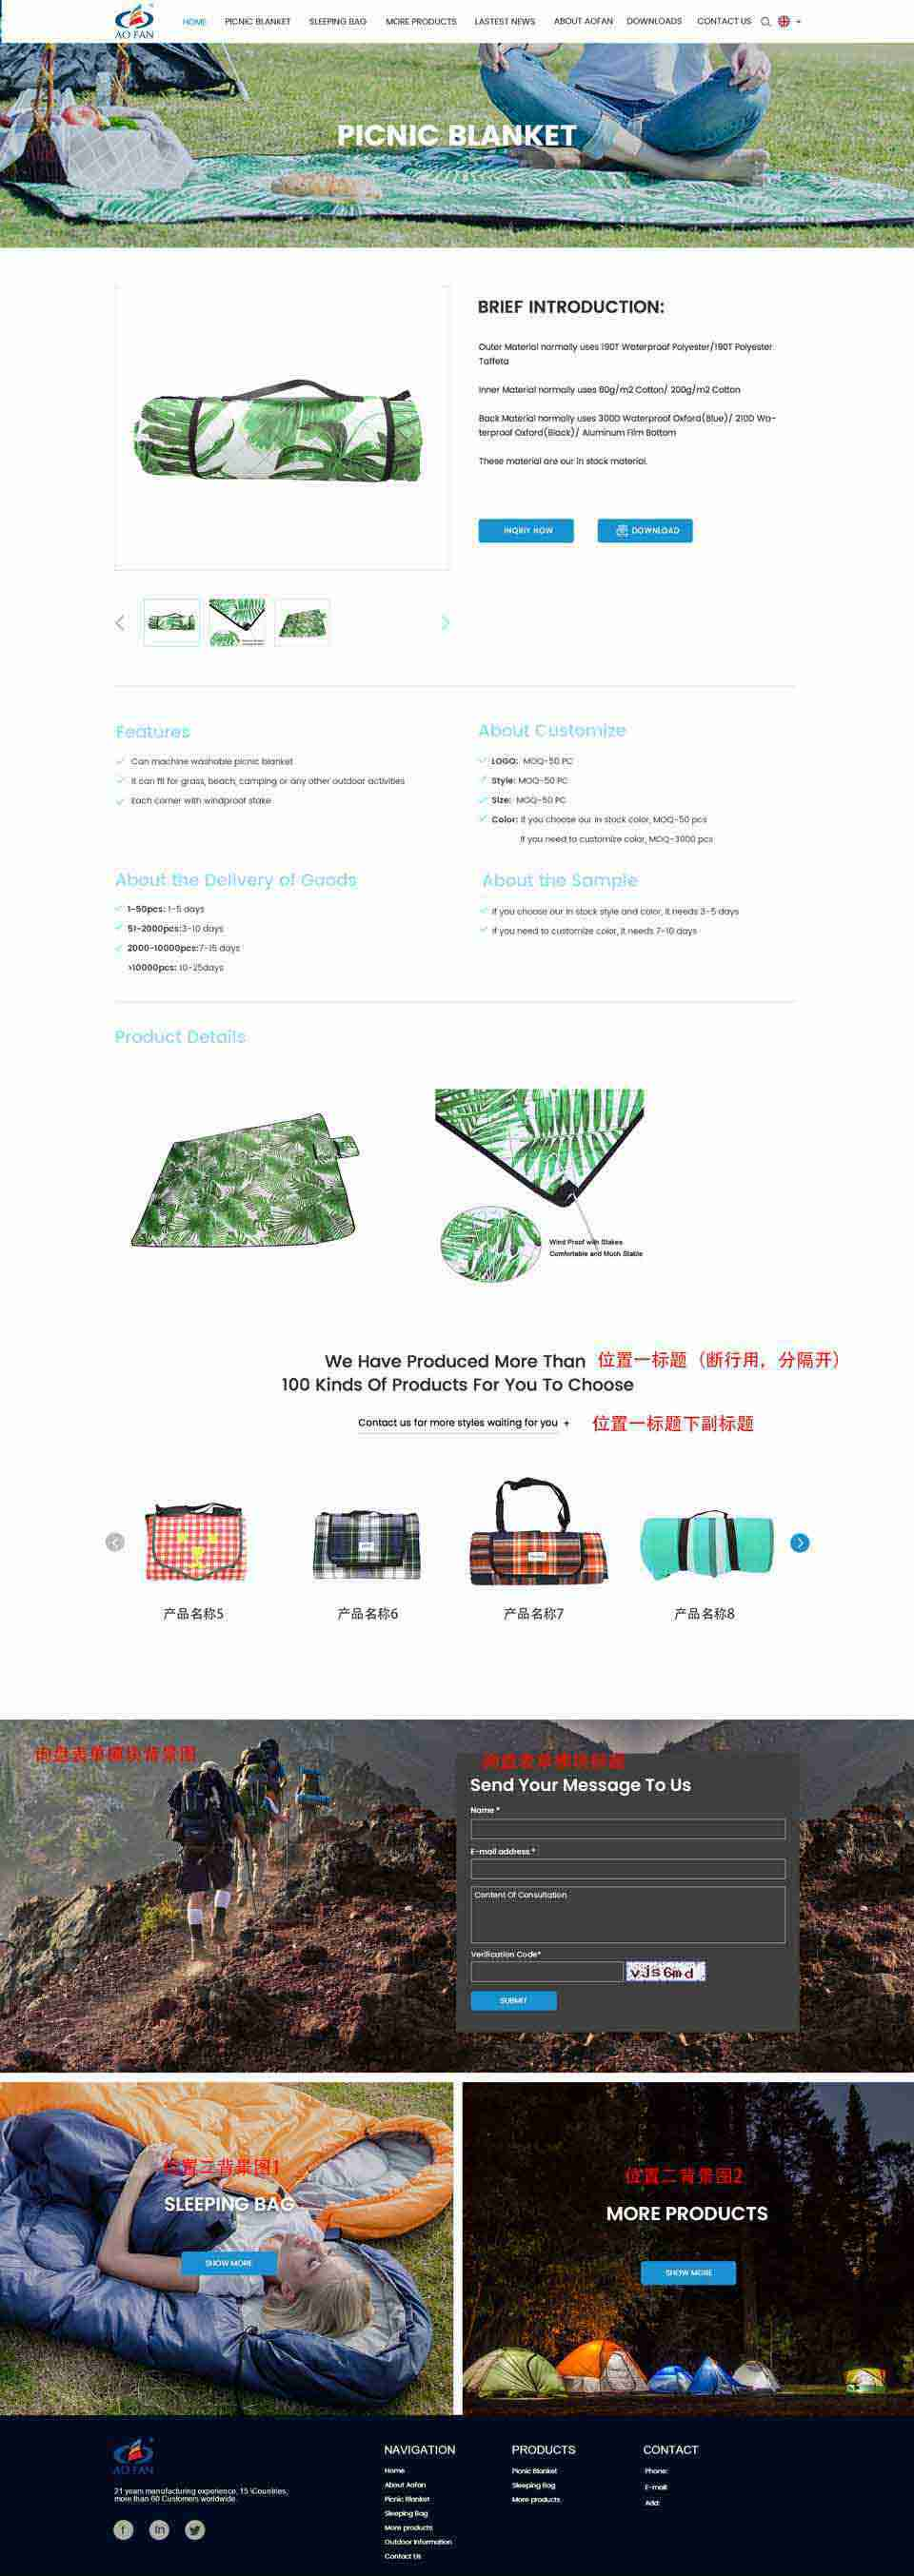 AO FAN
HOME PICNIC BLANKET SLEEPING BAG MORE PRODUCTS LASTEST NEWS ABOUT AOFAN DOWNLOADS CONTACT US
PICNIC BLANKET
BRIEF INTRODUCTION:
Outer Material normally uses 190T Waterproof Polyester/190T Polyester
Taffeta
Inner Material normally uses 80g/m2 Cotton/ 200g/m2 Cotton
Back Material normally uses 300D Waterproof Oxford(Blue)/ 210D Wa-
terproof Oxford(Black)/ Aluminum Film Bottom
These material are our in stock material.
INQRIY NOW
DOWNLOAD
Features
Can machine washable picnic blanket
It can fit for grass, beach, camping or any other outdoor activities
Each corner with windproof stake
About Customize
LOGO: MOQ-50 PC
Style: MOQ-50 PC
Size: MOQ-50 PC
Color: If you choose our in stock color, MOQ-50 pcs
If you need to customize color, MOQ-3000 pcs
About the Delivery of Goods
1-50pcs: 1-5 days
51-2000pcs:3-10 days
2000-10000pcs:7-15 days
>10000pcs: 10-25days
About the Sample
If you choose our in stock style and color, it needs 3-5 days
If you need to customize color, it needs 7-10 days
Product Details
Wind Proof with Stakes
Comfortable and Much Stable
We Have Produced More Than 位置一标题（断行用，分隔开）
100 Kinds Of Products For You To Choose
Contact us for more styles waiting for you + 位置一标题下副标题
产品名称5
产品名称6
产品名称7
产品名称8
询盘表单模块背景图
询盘表单模块标题
Send Your Message To Us
Name *
E-mail address *
Content Of Consultation
Verification Code*
vJs6md
SUBMIT
位置二背景图1
SLEEPING BAG
SHOW MORE
位置二背景图2
MORE PRODUCTS
SHOW MORE
AO FAN
21 years manufacturing experience, 15 \Countries,
more than 60 Customers worldwide.
NAVIGATION
Home
About Aofan
Picnic Blanket
Sleeping Bag
More products
Outdoor Information
Contact Us
PRODUCTS
Picnic Blanket
Sleeping Bag
More products
CONTACT
Phone:
E-mail:
Add: